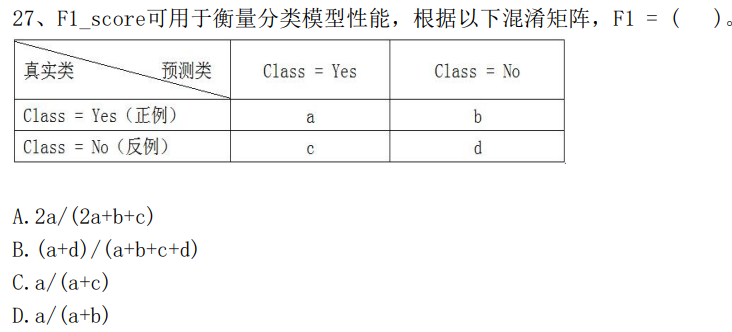 27、F1_score可用于衡量分类模型性能，根据以下混淆矩阵，F1 = (   )。
真实类 预测类 Class = Yes Class = No
Class = Yes（正例） a b
Class = No（反例） c d
A.2a/(2a+b+c)
B.(a+d)/(a+b+c+d)
C.a/(a+c)
D.a/(a+b)